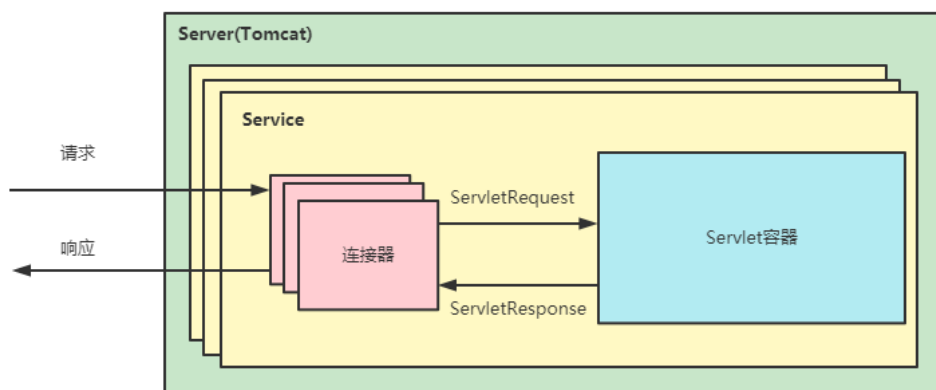 Server(Tomcat)
Service
请求
ServletRequest
响应
连接器
Servlet容器
ServletResponse